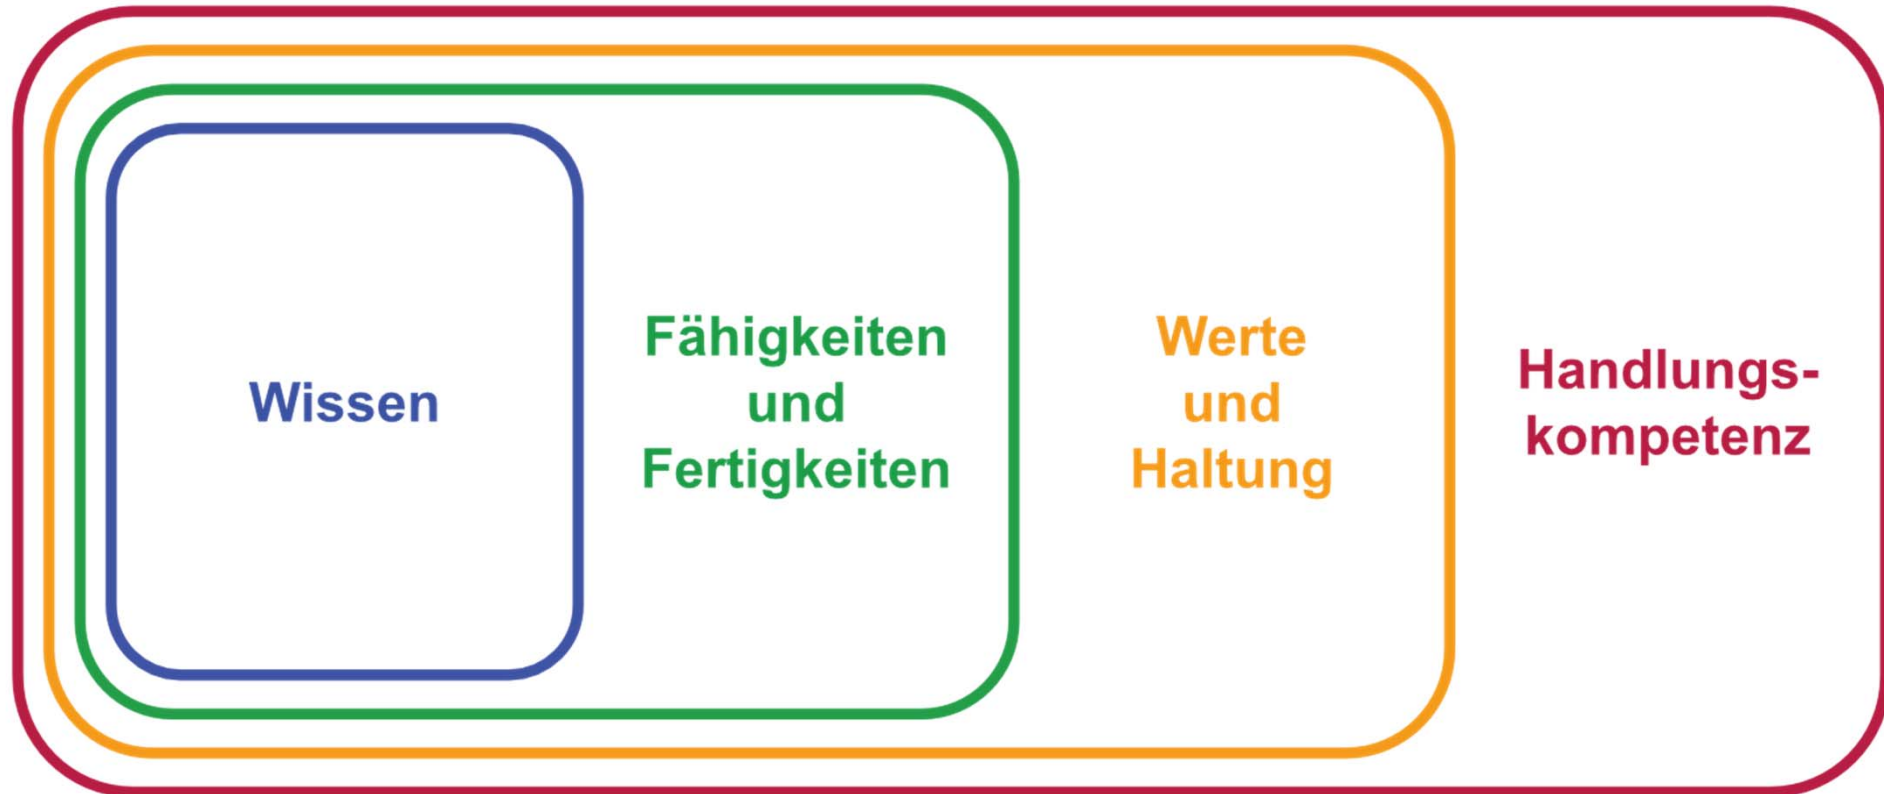 Wissen
Fähigkeiten
und
Fertigkeiten
Werte
und
Haltung
Handlungs-
kompetenz